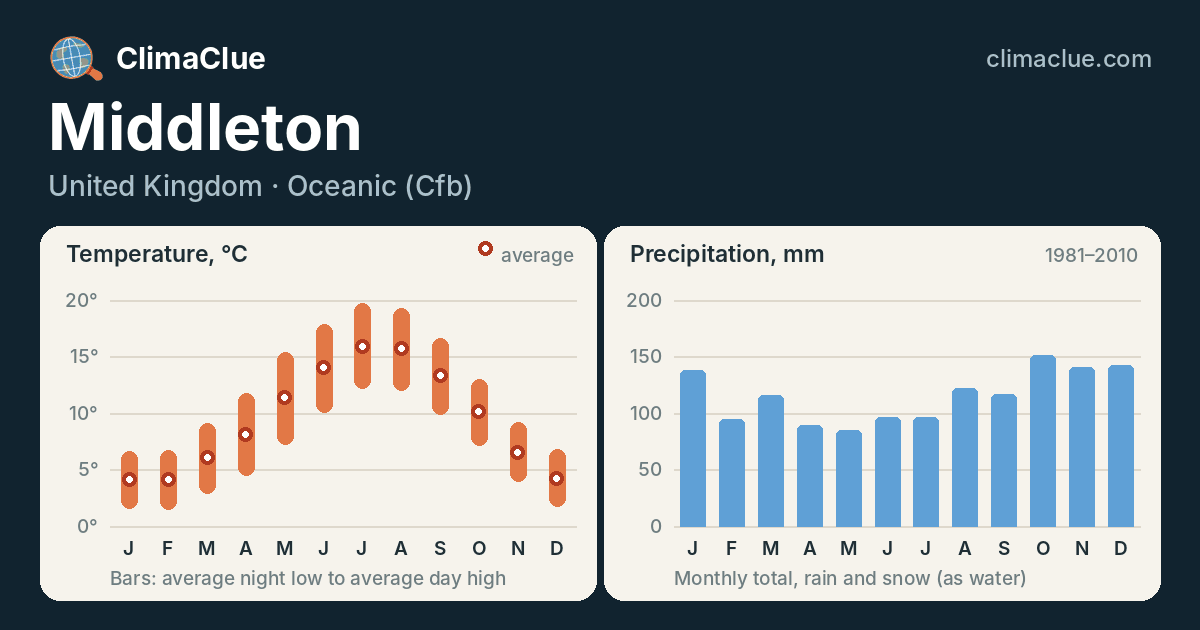 ClimaClue
climaclue.com
Middleton
United Kingdom · Oceanic (Cfb)
Temperature, °C
average
20°
15°
10°
5°
0°
J F M A M J J A S O N D
Bars: average night low to average day high
Precipitation, mm
1981–2010
200
150
100
50
0
J F M A M J J A S O N D
Monthly total, rain and snow (as water)